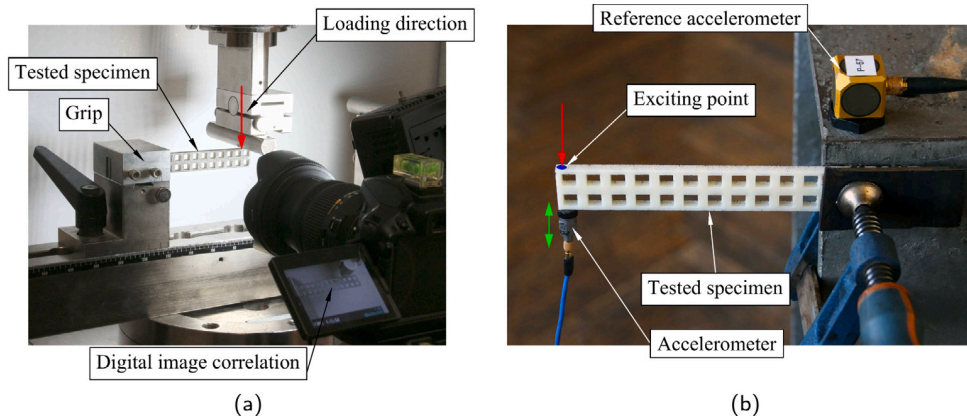 Loading direction
Tested specimen
Grip
Digital image correlation
(a)
Reference accelerometer
Exciting point
Tested specimen
Accelerometer
(b)